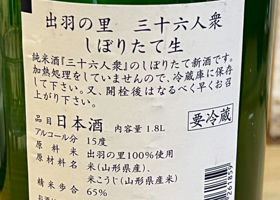 出羽の里 三十六人衆
しぼりたて生
純米酒『三十六人衆』のしぼりたて新酒です。
加熱処理をしていませんので、冷蔵庫に保存
して下さい。又、開栓後はなるべく早くお召
上がり下さい。
品目 日本酒 内容量 1.8L
アルコール分 15度
要冷蔵
原料米 出羽の里100%使用
原材料名 米(山形県産)、
米こうじ(山形県産米)
精米歩合 65%